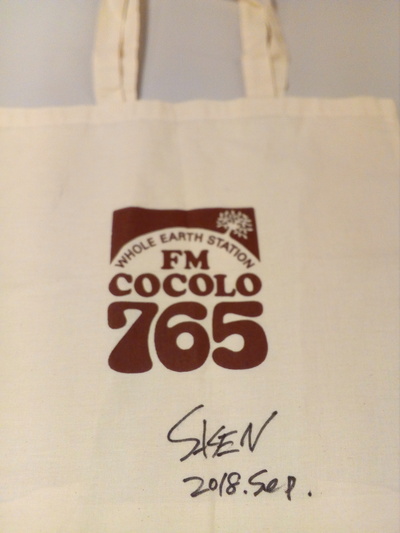 WHOLE EARTH STATION
FM
COCOLO
765
SKEN
2018.Sep.